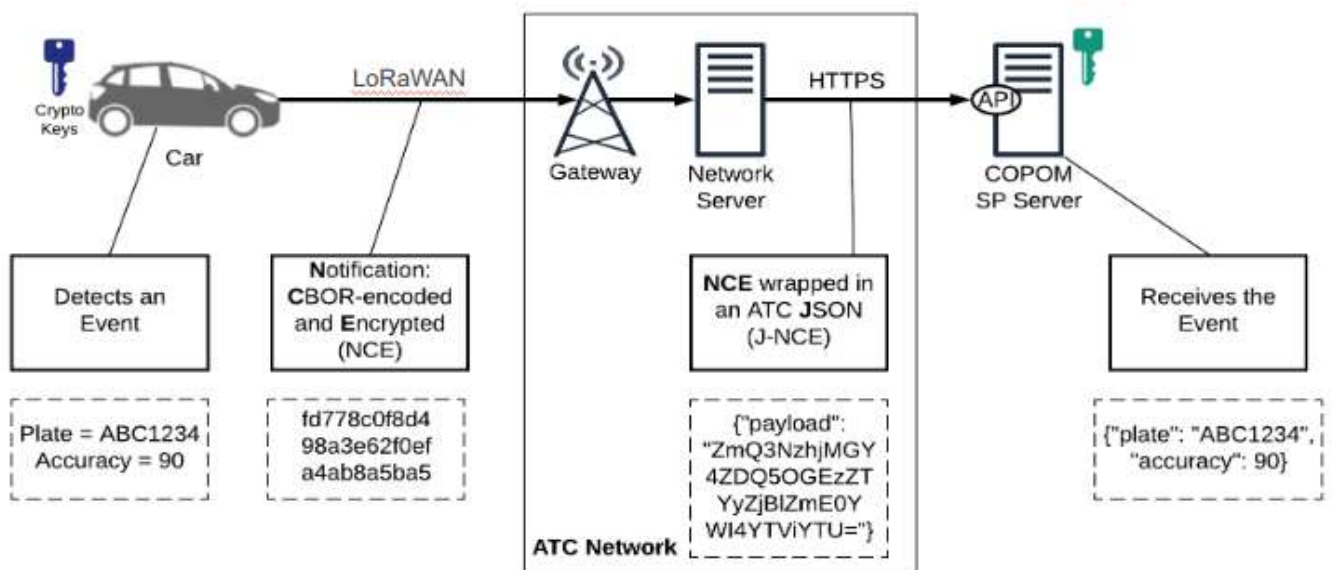 Crypto
Keys
Car
LoRaWAN
Gateway
Network
Server
HTTPS
API
COPOM
SP Server
Detects an
Event
Notification:
CBOR-encoded
and Encrypted
(NCE)
NCE wrapped in
an ATC JSON
(J-NCE)
Receives the
Event
Plate = ABC1234
Accuracy = 90
fd778c0f8d4
98a3e62f0ef
a4ab8a5ba5
{"payload":
"ZmQ3NzhjMGY
4ZDQ5OGEzZT
YyZjBlZmE0Y
WI4YTViYTU="}
{"plate": "ABC1234",
"accuracy": 90}
ATC Network